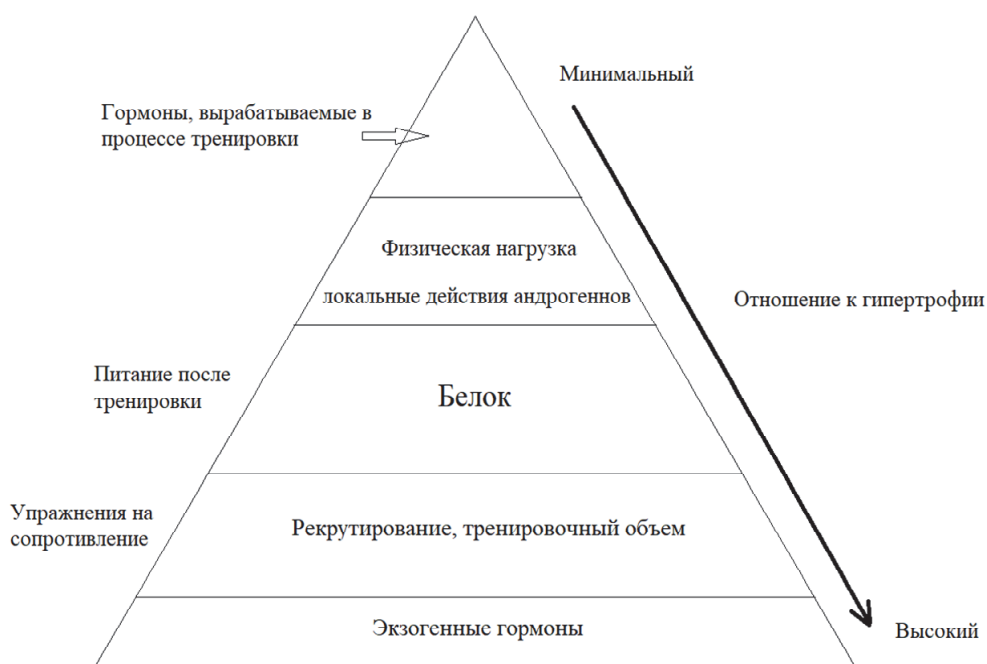 Минимальный
Гормоны, вырабатываемые в
процессе тренировки
Физическая нагрузка
локальные действия андрогеннов
Отношение к гипертрофии
Питание после
тренировки
Белок
Упражнения на
сопротивление
Рекрутирование, тренировочный объем
Экзогенные гормоны
Высокий